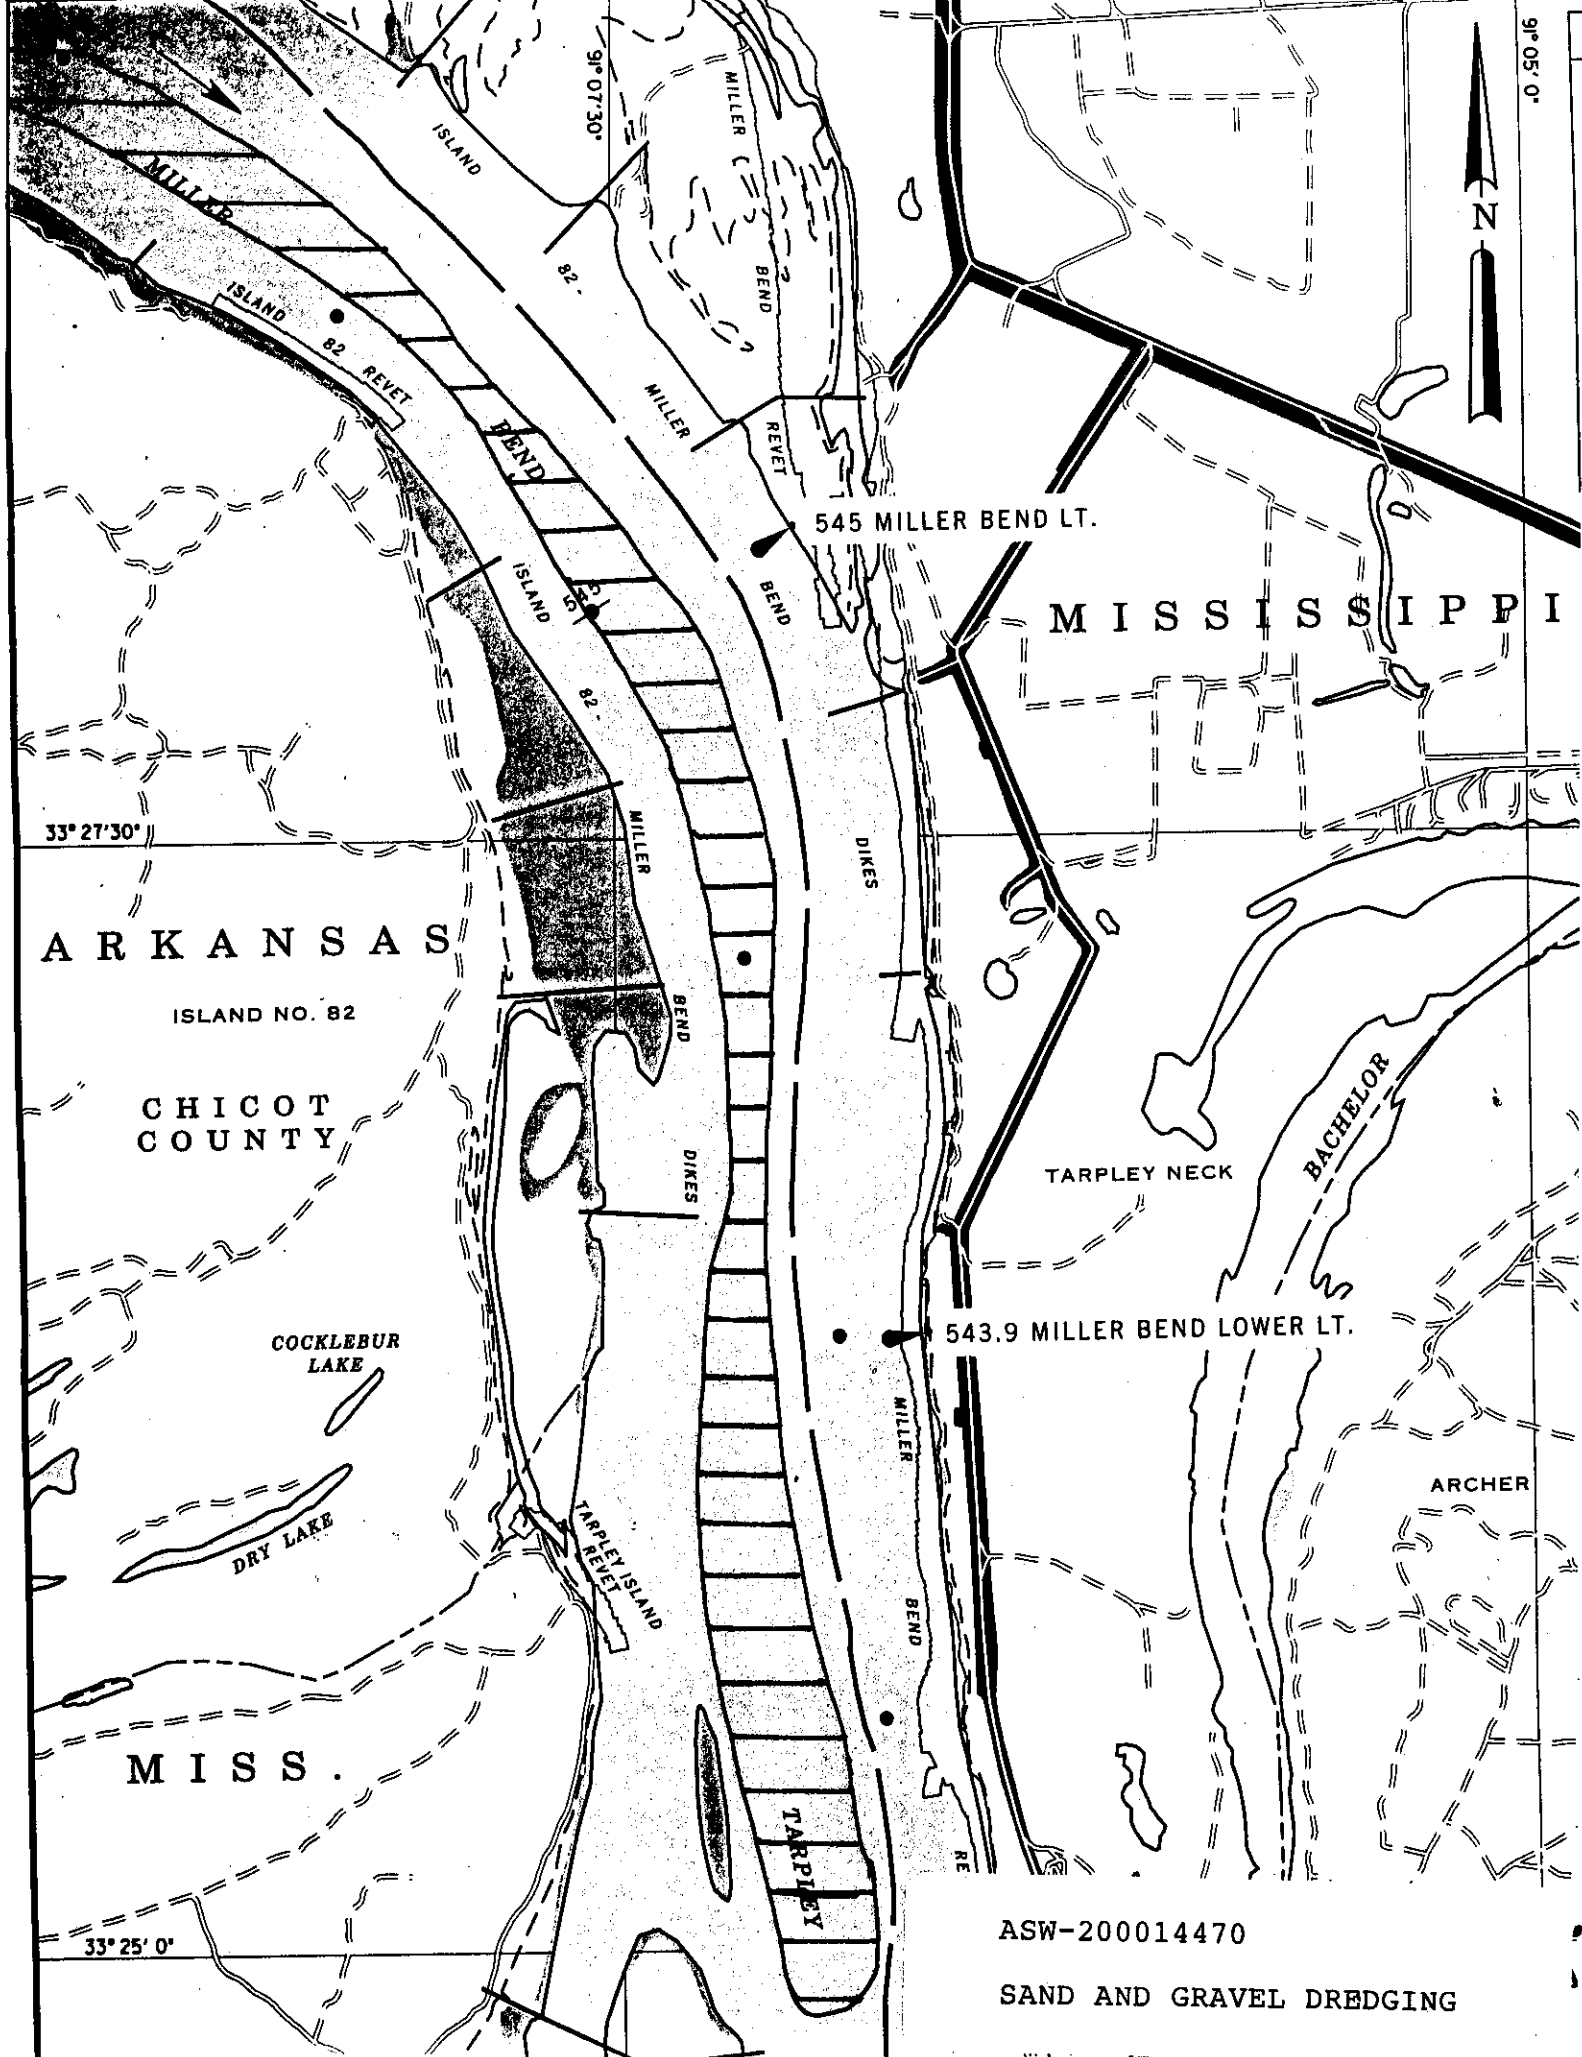 91° 07'30"
91° 05' 0"
ISLAND
MILLER
N
MILLER
82 -
BEND
ISLAND
82
REVET
MILLER
REVET
BEND
545 MILLER BEND LT.
ISLAND
545
BEND
MISSISSIPPI
82 -
33° 27'30"
MILLER
DIKES
ARKANSAS
ISLAND NO. 82
BEND
CHICOT
COUNTY
BACHELOR
DIKES
TARPLEY NECK
COCKLEBUR
LAKE
543.9 MILLER BEND LOWER LT.
MILLER
ARCHER
DRY LAKE
TARPLEY ISLAND
REVET
BEND
MISS.
TARPLEY
RE
33° 25' 0"
ASW-200014470
SAND AND GRAVEL DREDGING